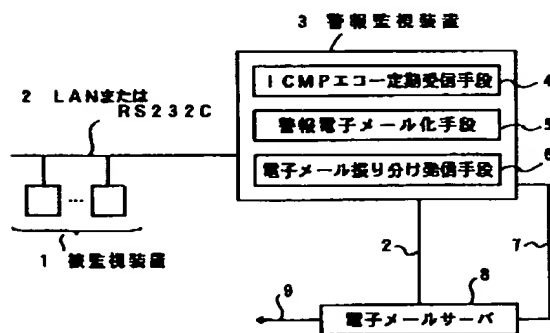 3 警報監視装置
ICMPエコー定期受信手段
4
2 LANまたは
RS232C
警報電子メール化手段
5
電子メール振り分け発信手段
6
…
1 被監視装置
2
7
8
9
電子メールサーバ